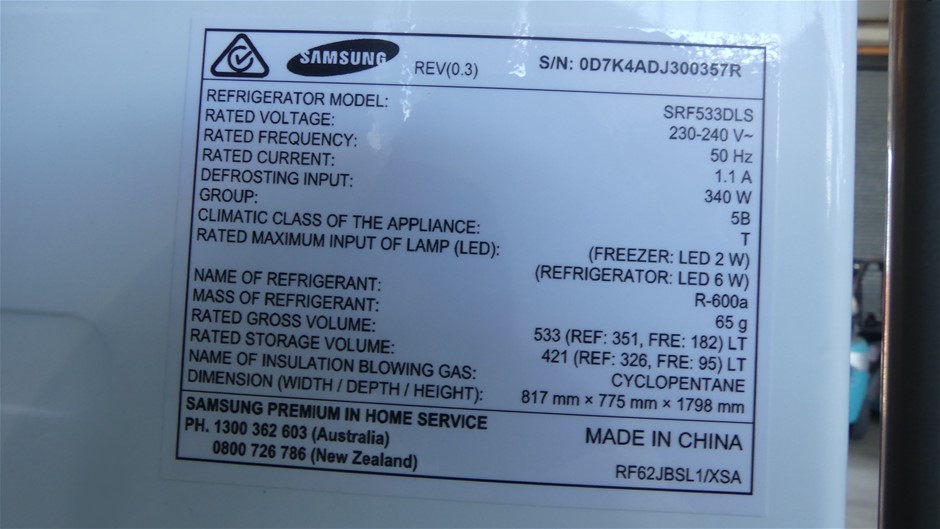 SAMSUNG REV(0.3) S/N: 0D7K4ADJ300357R
REFRIGERATOR MODEL: SRF533DLS
RATED VOLTAGE: 230-240 V~
RATED FREQUENCY: 50 Hz
RATED CURRENT: 1.1 A
DEFROSTING INPUT: 340 W
GROUP: 5B
CLIMATIC CLASS OF THE APPLIANCE: T
RATED MAXIMUM INPUT OF LAMP (LED): (FREEZER: LED 2 W)
(REFRIGERATOR: LED 6 W)
NAME OF REFRIGERANT: R-600a
MASS OF REFRIGERANT: 65 g
RATED GROSS VOLUME: 533 (REF: 351, FRE: 182) LT
RATED STORAGE VOLUME: 421 (REF: 326, FRE: 95) LT
NAME OF INSULATION BLOWING GAS: CYCLOPENTANE
DIMENSION (WIDTH / DEPTH / HEIGHT): 817 mm × 775 mm × 1798 mm
SAMSUNG PREMIUM IN HOME SERVICE
PH. 1300 362 603 (Australia)
0800 726 786 (New Zealand)
MADE IN CHINA
RF62JBSL1/XSA